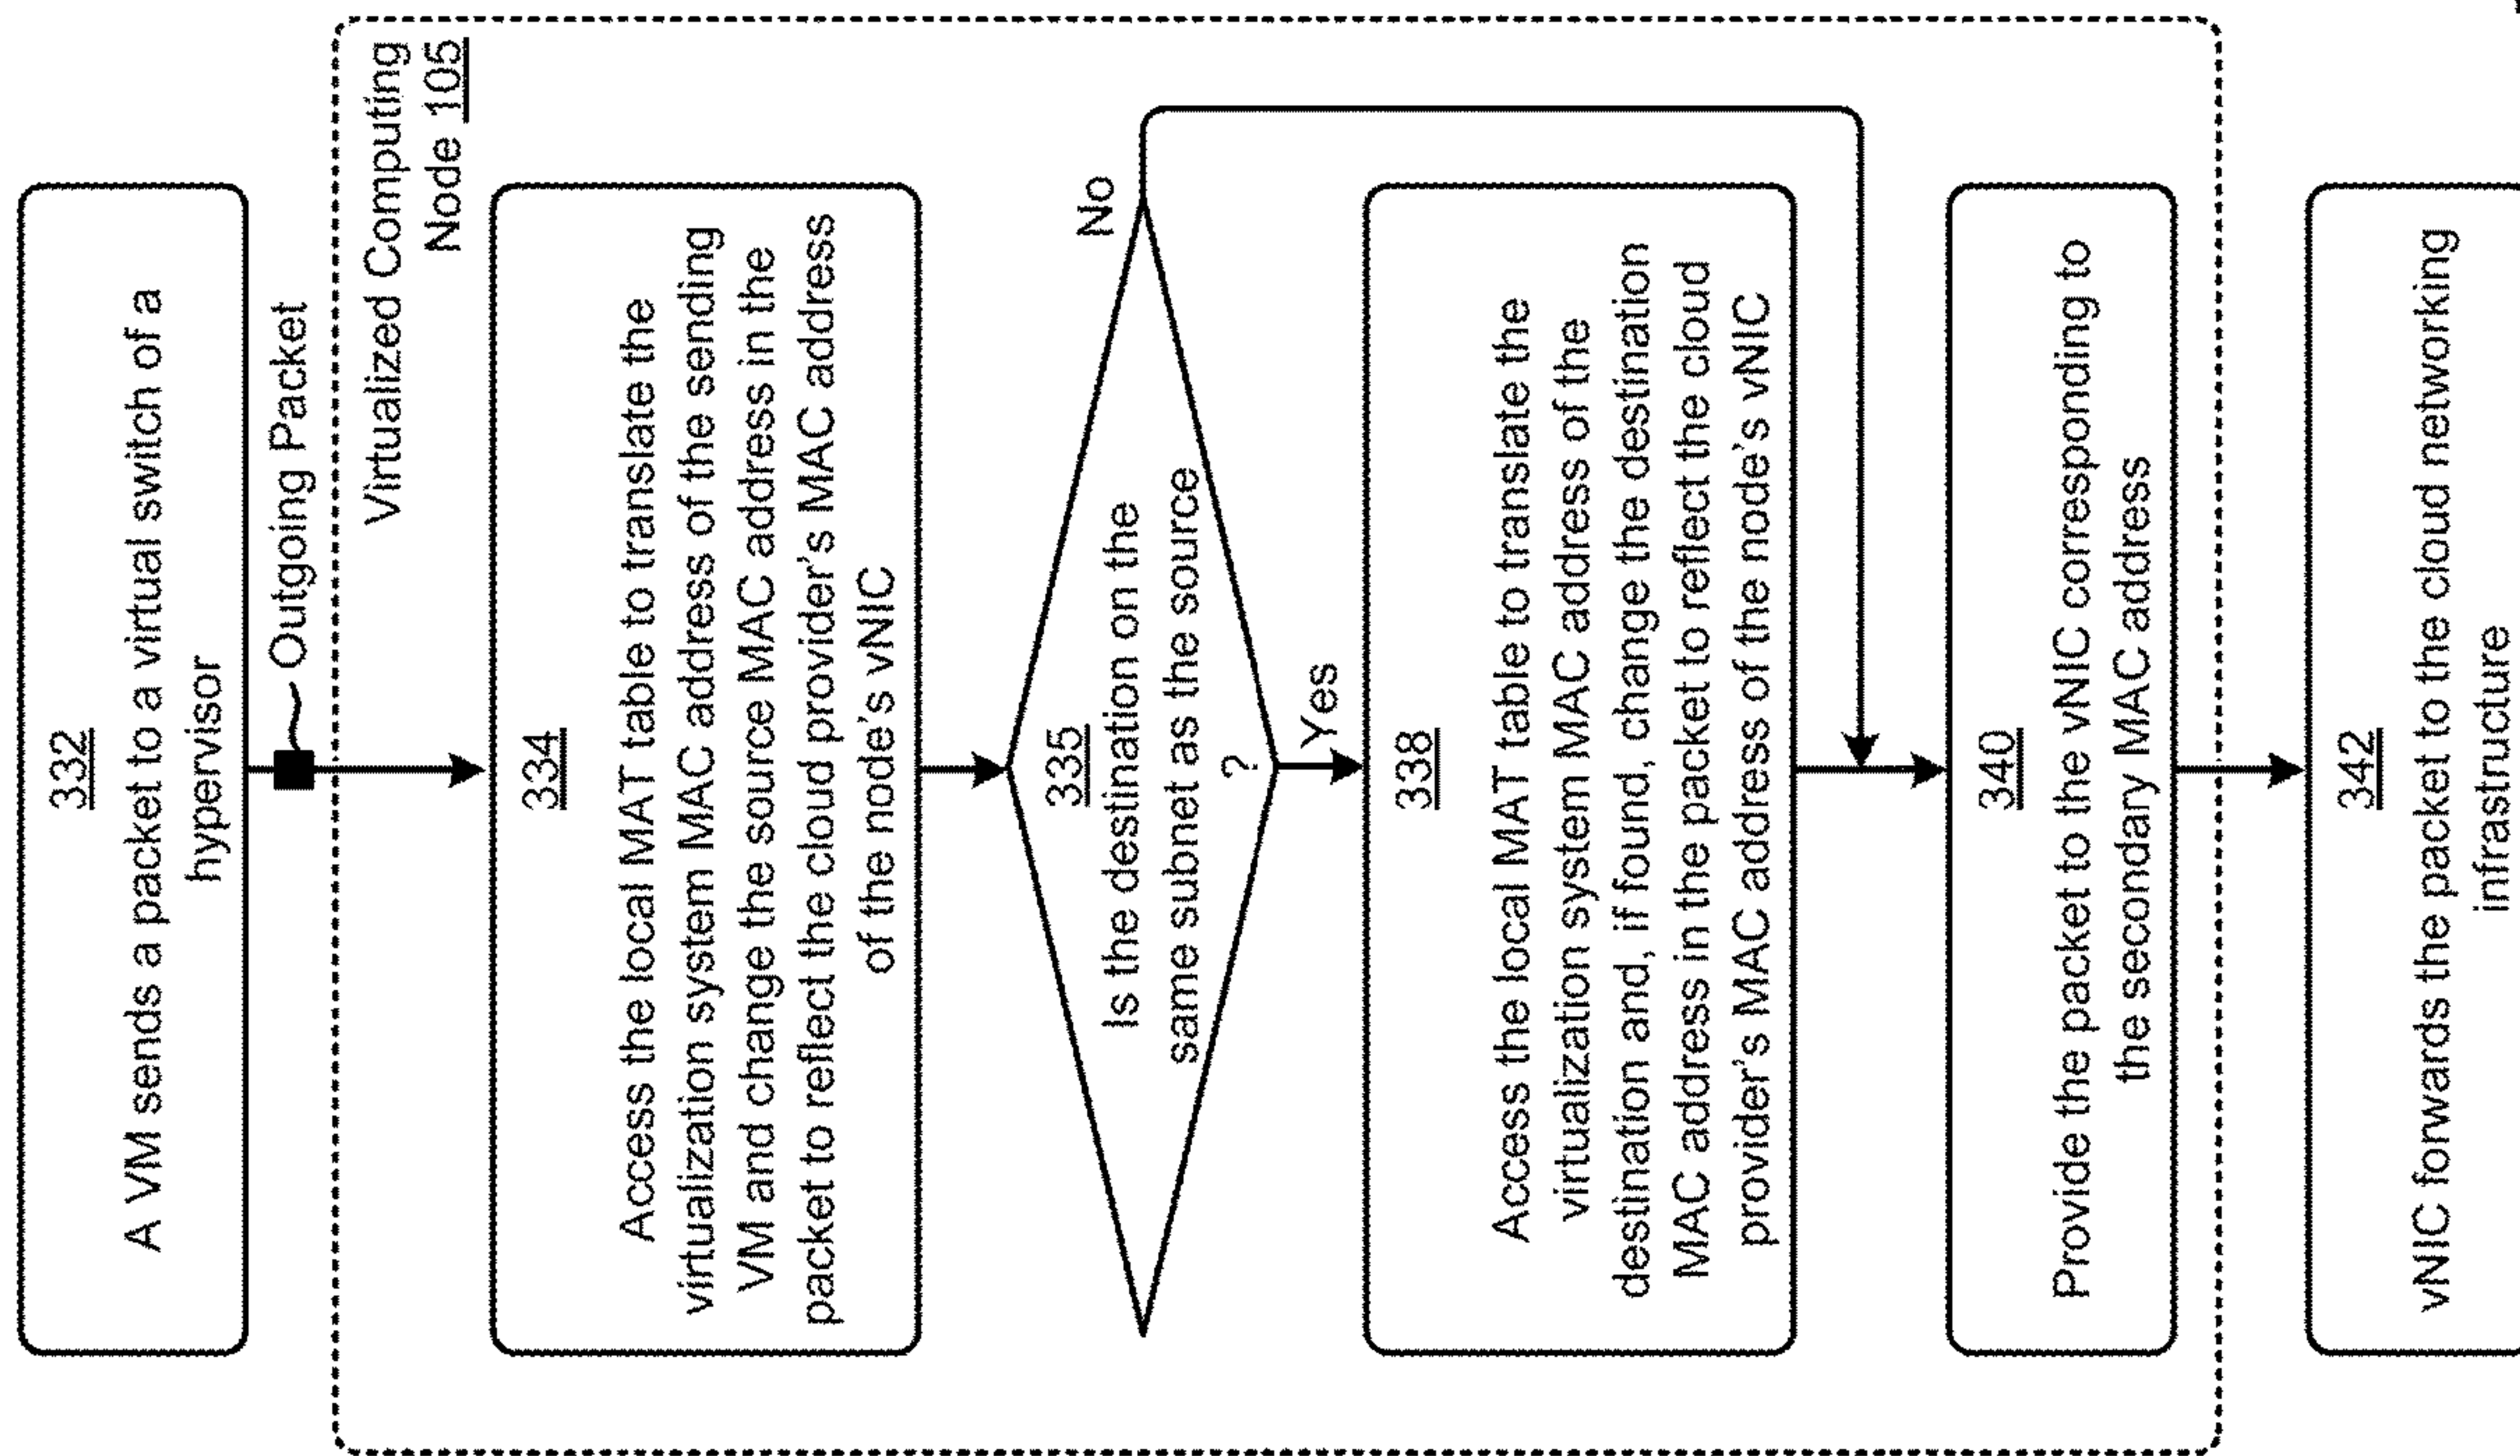 332
A VM sends a packet to a virtual switch of a
hypervisor
Outgoing Packet
Virtualized Computing
Node 105
334
Access the local MAT table to translate the
virtualization system MAC address of the sending
VM and change the source MAC address in the
packet to reflect the cloud provider's MAC address
of the node's vNIC
335
Is the destination on the
same subnet as the source
?
No
Yes
338
Access the local MAT table to translate the
virtualization system MAC address of the
destination and, if found, change the destination
MAC address in the packet to reflect the cloud
provider's MAC address of the node's vNIC
340
Provide the packet to the vNIC corresponding to
the secondary MAC address
342
vNIC forwards the packet to the cloud networking
infrastructure